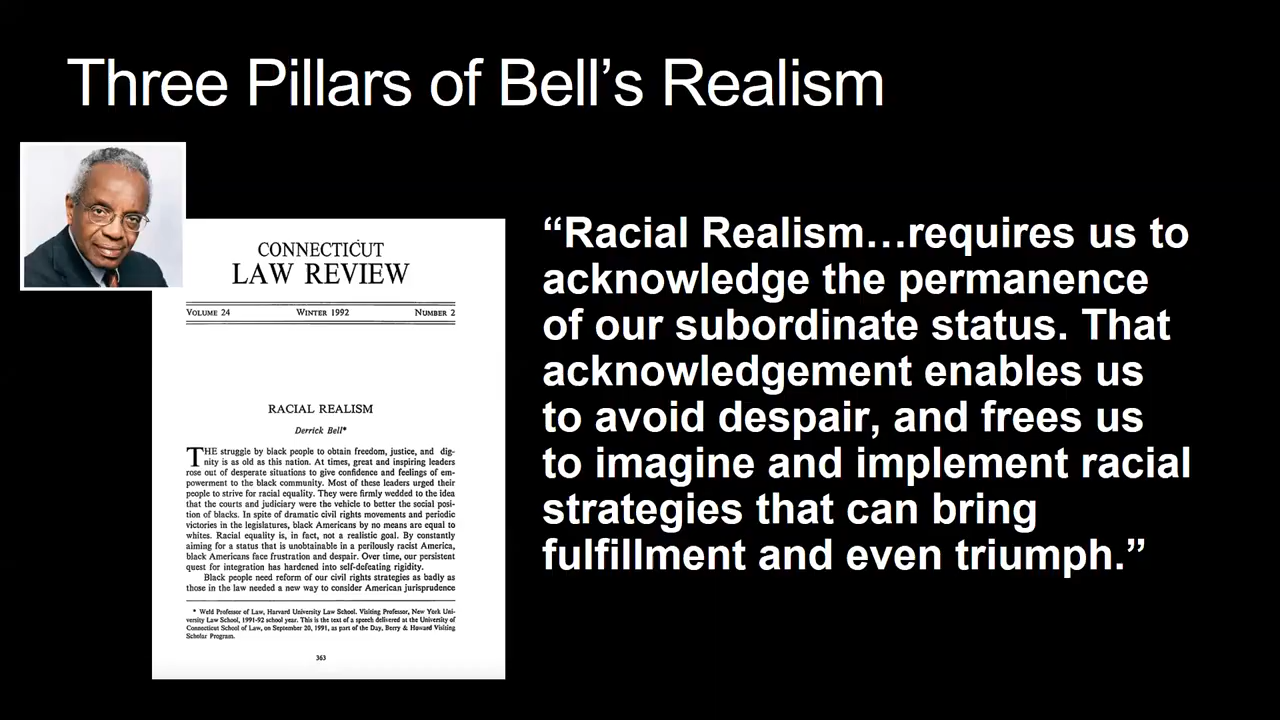 Three Pillars of Bell’s Realism
CONNECTICUT
LAW REVIEW
VOLUME 24 WINTER 1992 NUMBER 2
RACIAL REALISM
Derrick Bell*
THE struggle by black people to obtain freedom, justice, and dig-
nity is as old as this nation. At times, great and inspiring leaders
rose out of desperate situations to give confidence and feelings of em-
powerment to the black community. Most of these leaders urged their
people to strive for racial equality. They were firmly wedded to the idea
that the courts and judiciary were the vehicle to better the social posi-
tion of blacks. In spite of dramatic civil rights movements and periodic
victories in the legislatures, black Americans by no means are equal to
whites. Racial equality is, in fact, not a realistic goal. By constantly
aiming for a status that is unobtainable in a perilously racist America,
black Americans face frustration and despair. Over time, our persistent
quest for integration has hardened into self-defeating rigidity.
Black people need reform of our civil rights strategies as badly as
those in the law needed a new way to consider American jurisprudence
* Weld Professor of Law, Harvard University Law School. Visiting Professor, New York Uni-
versity Law School, 1991-92 school year. This is the text of a speech delivered at the University of
Connecticut School of Law, on September 20, 1991, as part of the Day, Berry & Howard Visiting
Scholar Program.
363
“Racial Realism…requires us to
acknowledge the permanence
of our subordinate status. That
acknowledgement enables us
to avoid despair, and frees us
to imagine and implement racial
strategies that can bring
fulfillment and even triumph.”